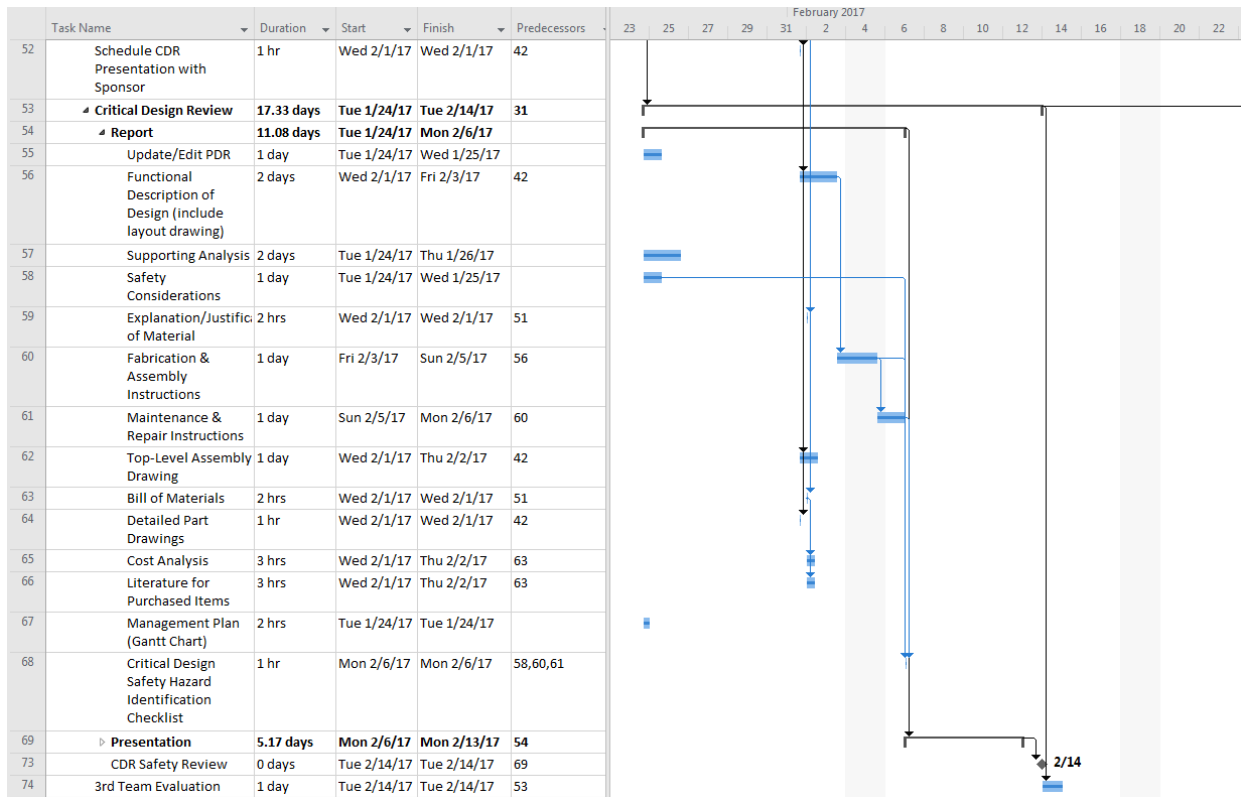 February 2017
Task Name Duration Start Finish Predecessors 23 25 27 29 31 2 4 6 8 10 12 14 16 18 20 22
52 Schedule CDR 1 hr Wed 2/1/17 Wed 2/1/17 42
Presentation with
Sponsor
53 Critical Design Review 17.33 days Tue 1/24/17 Tue 2/14/17 31
54 Report 11.08 days Tue 1/24/17 Mon 2/6/17
55 Update/Edit PDR 1 day Tue 1/24/17 Wed 1/25/17
56 Functional 2 days Wed 2/1/17 Fri 2/3/17 42
Description of
Design (include
layout drawing)
57 Supporting Analysis 2 days Tue 1/24/17 Thu 1/26/17
58 Safety 1 day Tue 1/24/17 Wed 1/25/17
Considerations
59 Explanation/Justifica 2 hrs Wed 2/1/17 Wed 2/1/17 51
of Material
60 Fabrication & 1 day Fri 2/3/17 Sun 2/5/17 56
Assembly
Instructions
61 Maintenance & 1 day Sun 2/5/17 Mon 2/6/17 60
Repair Instructions
62 Top-Level Assembly 1 day Wed 2/1/17 Thu 2/2/17 42
Drawing
63 Bill of Materials 2 hrs Wed 2/1/17 Wed 2/1/17 51
64 Detailed Part 1 hr Wed 2/1/17 Wed 2/1/17 42
Drawings
65 Cost Analysis 3 hrs Wed 2/1/17 Thu 2/2/17 63
66 Literature for 3 hrs Wed 2/1/17 Thu 2/2/17 63
Purchased Items
67 Management Plan 2 hrs Tue 1/24/17 Tue 1/24/17
(Gantt Chart)
68 Critical Design 1 hr Mon 2/6/17 Mon 2/6/17 58,60,61
Safety Hazard
Identification
Checklist
69 Presentation 5.17 days Mon 2/6/17 Mon 2/13/17 54
73 CDR Safety Review 0 days Tue 2/14/17 Tue 2/14/17 69 2/14
74 3rd Team Evaluation 1 day Tue 2/14/17 Tue 2/14/17 53